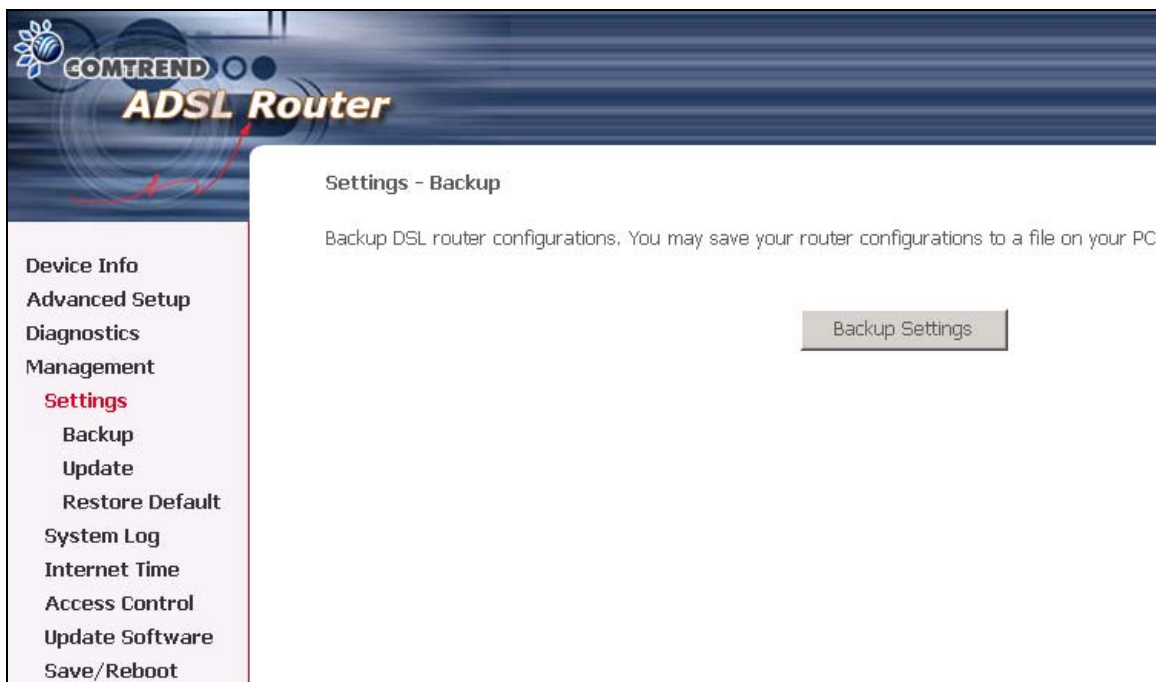 COMTREND
ADSL Router
Settings - Backup
Backup DSL router configurations. You may save your router configurations to a file on your PC
Backup Settings
Device Info
Advanced Setup
Diagnostics
Management
Settings
Backup
Update
Restore Default
System Log
Internet Time
Access Control
Update Software
Save/Reboot